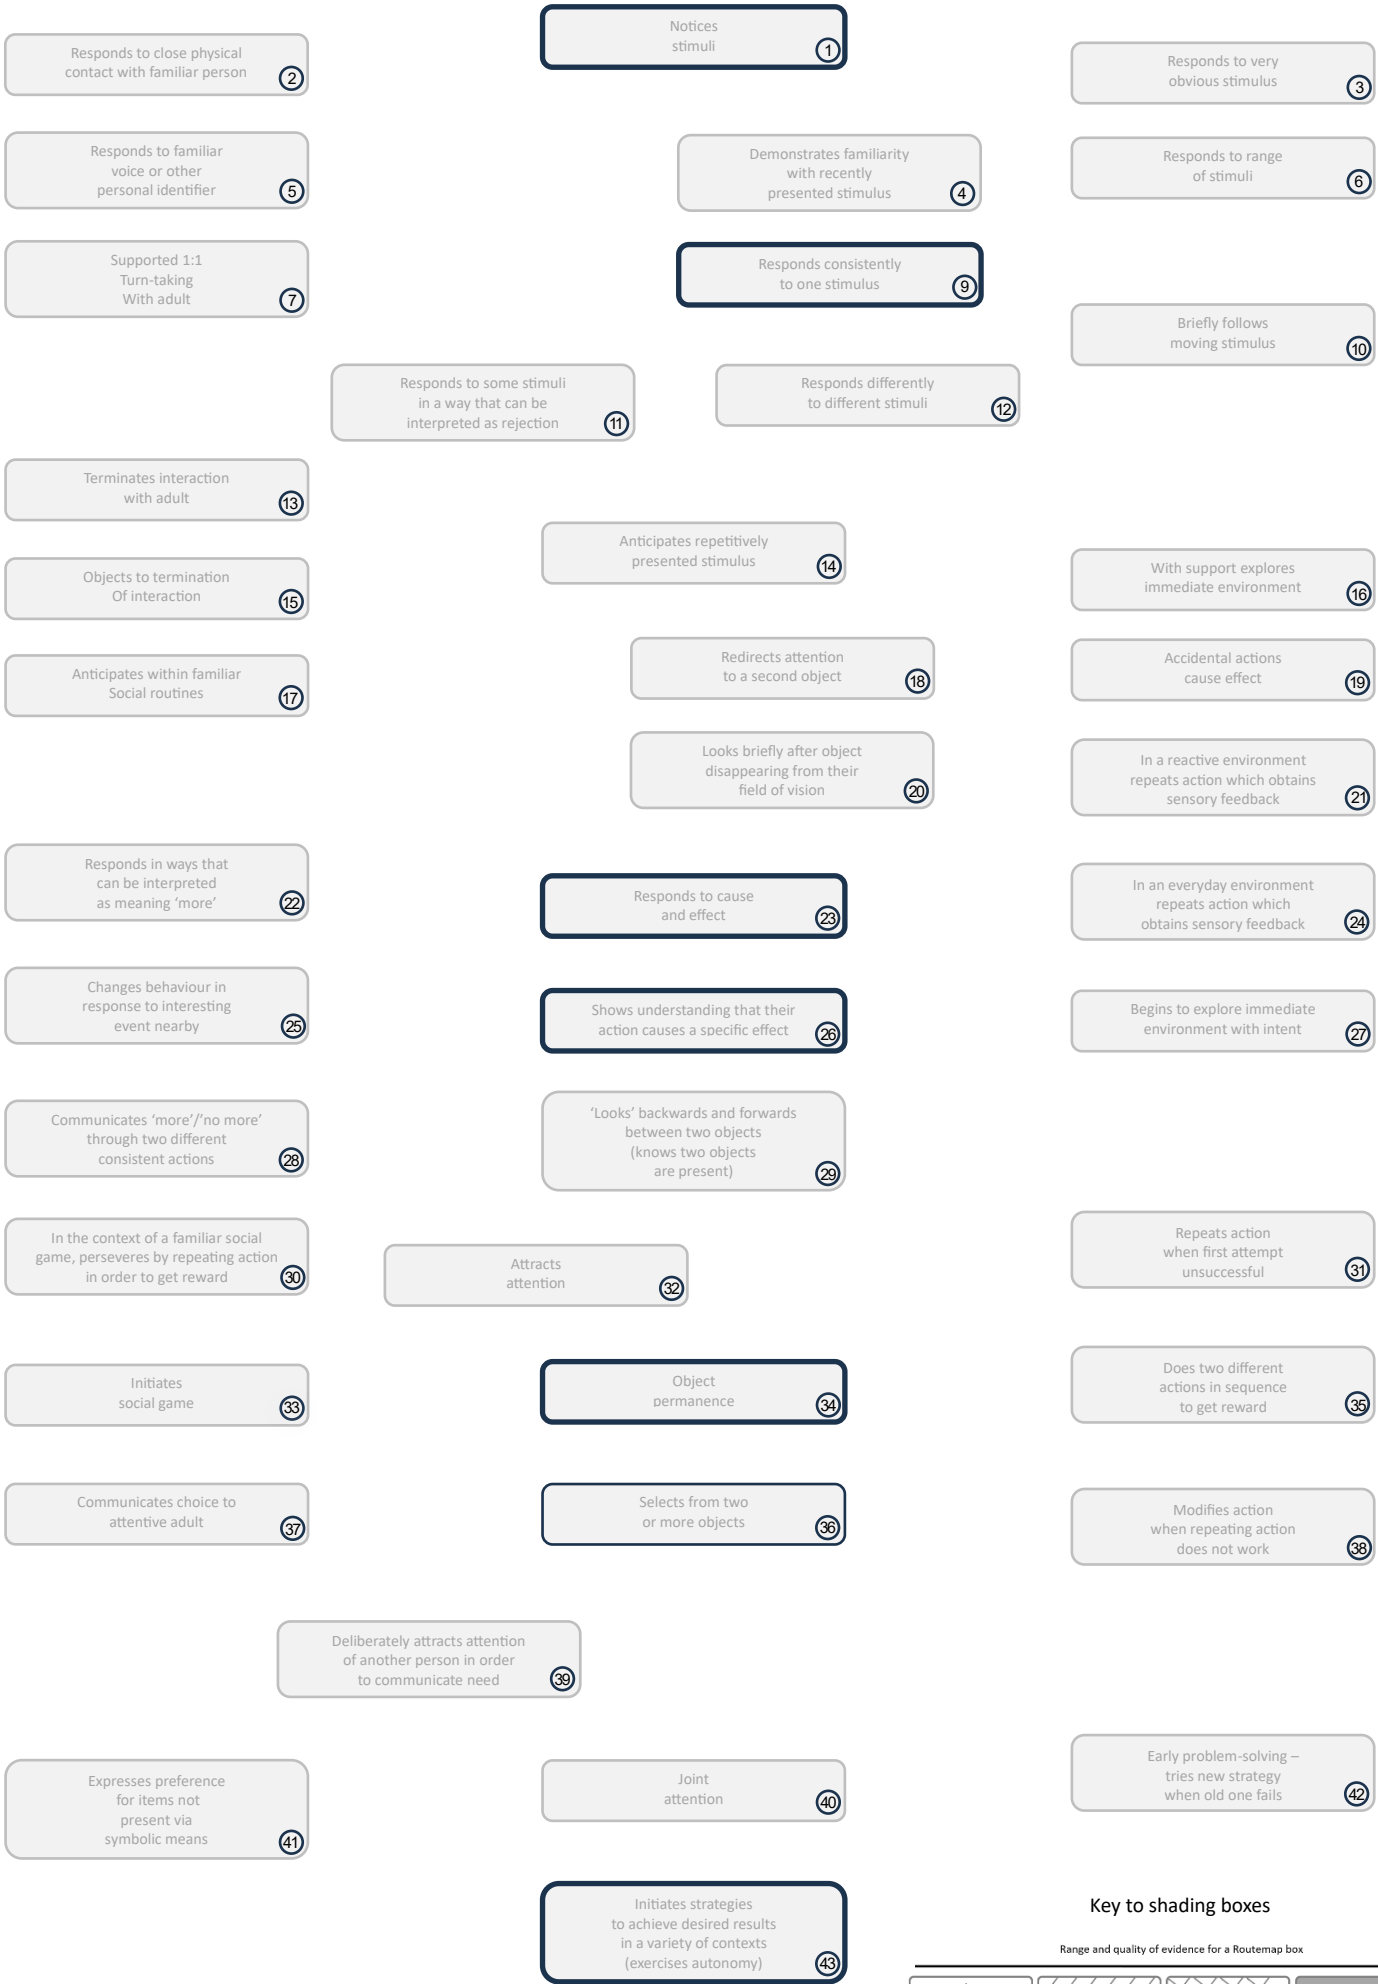 Notices
stimuli
1
Responds to close physical
contact with familiar person
2
Responds to very
obvious stimulus
3
Responds to familiar
voice or other
personal identifier
5
Demonstrates familiarity
with recently
presented stimulus
4
Responds to range
of stimuli
6
Supported 1:1
Turn-taking
With adult
7
Responds consistently
to one stimulus
9
Briefly follows
moving stimulus
10
Responds to some stimuli
in a way that can be
interpreted as rejection
11
Responds differently
to different stimuli
12
Terminates interaction
with adult
13
Anticipates repetitively
presented stimulus
14
Objects to termination
Of interaction
15
With support explores
immediate environment
16
Anticipates within familiar
Social routines
17
Redirects attention
to a second object
18
Accidental actions
cause effect
19
Looks briefly after object
disappearing from their
field of vision
20
In a reactive environment
repeats action which obtains
sensory feedback
21
Responds in ways that
can be interpreted
as meaning ‘more’
22
Responds to cause
and effect
23
In an everyday environment
repeats action which
obtains sensory feedback
24
Changes behaviour in
response to interesting
event nearby
25
Shows understanding that their
action causes a specific effect
26
Begins to explore immediate
environment with intent
27
Communicates ‘more’/’no more’
through two different
consistent actions
28
‘Looks’ backwards and forwards
between two objects
(knows two objects
are present)
29
In the context of a familiar social
game, perseveres by repeating action
in order to get reward
30
Attracts
attention
32
Repeats action
when first attempt
unsuccessful
31
Initiates
social game
33
Object
permanence
34
Does two different
actions in sequence
to get reward
35
Communicates choice to
attentive adult
37
Selects from two
or more objects
36
Modifies action
when repeating action
does not work
38
Deliberately attracts attention
of another person in order
to communicate need
39
Expresses preference
for items not
present via
symbolic means
41
Joint
attention
40
Early problem-solving –
tries new strategy
when old one fails
42
Initiates strategies
to achieve desired results
in a variety of contexts
(exercises autonomy)
43
Key to shading boxes
Range and quality of evidence for a Routemap box